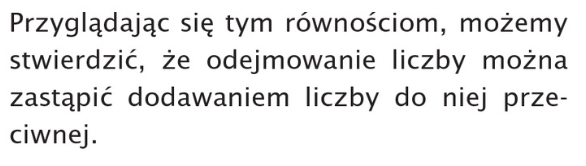 Przyglądając się tym równościom, możemy
stwierdzić, że odejmowanie liczby można
zastąpić dodawaniem liczby do niej prze-
ciwnej.